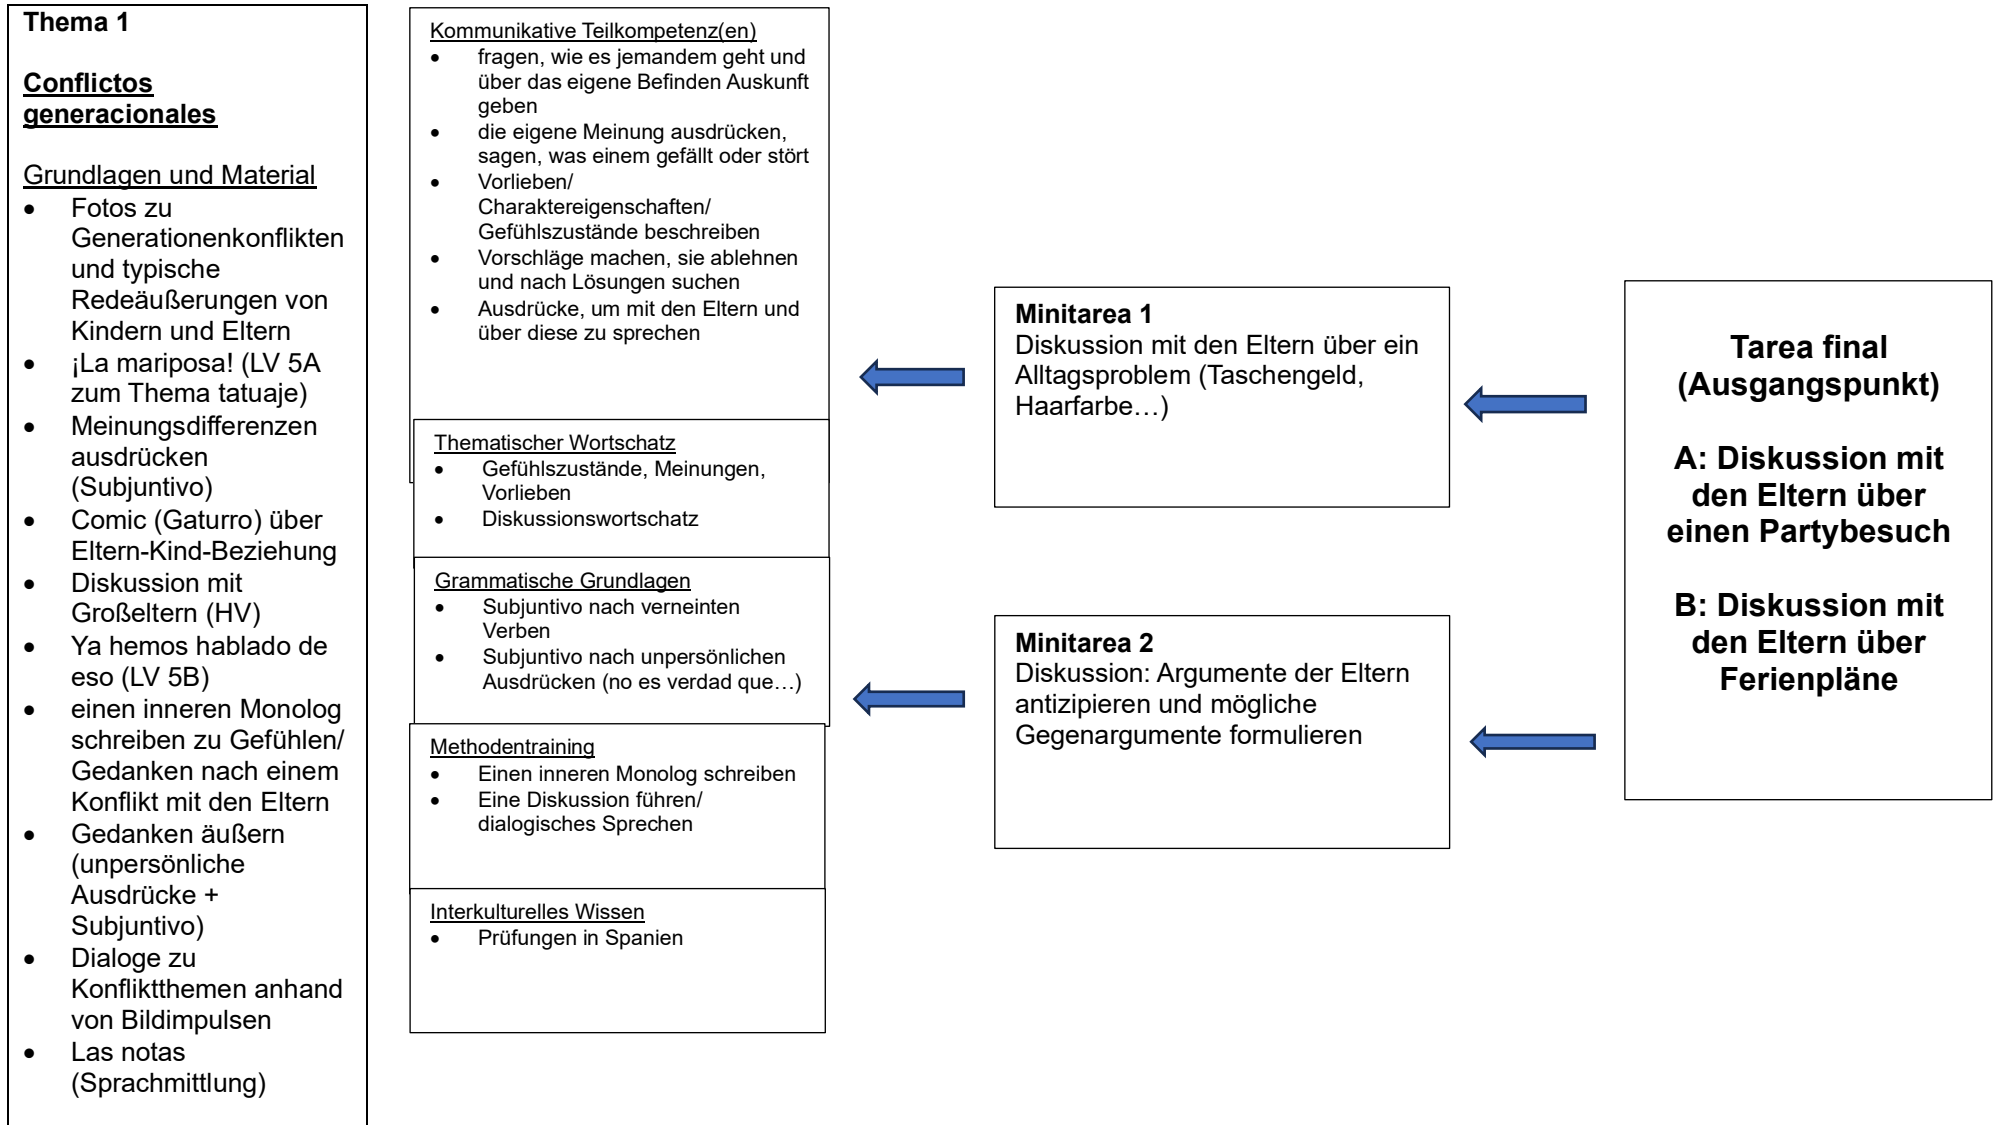 Thema 1
Conflictos
generacionales
Grundlagen und Material
• Fotos zu
Generationenkonflikten
und typische
Redeäußerungen von
Kindern und Eltern
• ¡La mariposa! (LV 5A
zum Thema tatuaje)
• Meinungsdifferenzen
ausdrücken
(Subjuntivo)
• Comic (Gaturro) über
Eltern-Kind-Beziehung
• Diskussion mit
Großeltern (HV)
• Ya hemos hablado de
eso (LV 5B)
• einen inneren Monolog
schreiben zu Gefühlen/
Gedanken nach einem
Konflikt mit den Eltern
• Gedanken äußern
(unpersönliche
Ausdrücke +
Subjuntivo)
• Dialoge zu
Konfliktthemen anhand
von Bildimpulsen
• Las notas
(Sprachmittlung)
Kommunikative Teilkompetenz(en)
• fragen, wie es jemandem geht und
über das eigene Befinden Auskunft
geben
• die eigene Meinung ausdrücken,
sagen, was einem gefällt oder stört
• Vorlieben/
Charaktereigenschaften/
Gefühlszustände beschreiben
• Vorschläge machen, sie ablehnen
und nach Lösungen suchen
• Ausdrücke, um mit den Eltern und
über diese zu sprechen
Thematischer Wortschatz
• Gefühlszustände, Meinungen,
Vorlieben
• Diskussionswortschatz
Grammatische Grundlagen
• Subjuntivo nach verneinten
Verben
• Subjuntivo nach unpersönlichen
Ausdrücken (no es verdad que…)
Methodentraining
• Einen inneren Monolog schreiben
• Eine Diskussion führen/
dialogisches Sprechen
Interkulturelles Wissen
• Prüfungen in Spanien
Minitarea 1
Diskussion mit den Eltern über ein
Alltagsproblem (Taschengeld,
Haarfarbe…)
Minitarea 2
Diskussion: Argumente der Eltern
antizipieren und mögliche
Gegenargumente formulieren
Tarea final
(Ausgangspunkt)
A: Diskussion mit
den Eltern über
einen Partybesuch
B: Diskussion mit
den Eltern über
Ferienpläne